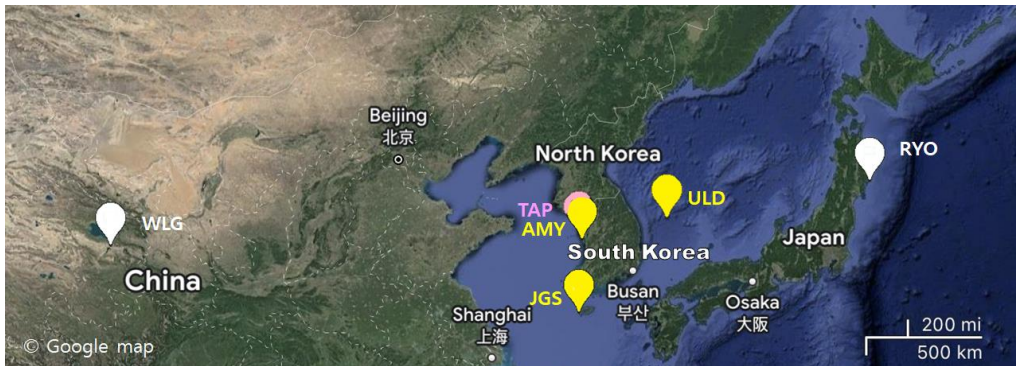 Beijing
北京
North Korea
RYO
TAP
ULD
AMY
WLG
South Korea
Japan
China
JGS
Busan
부산
Osaka
大阪
Shanghai
上海
200 mi
500 km
© Google map